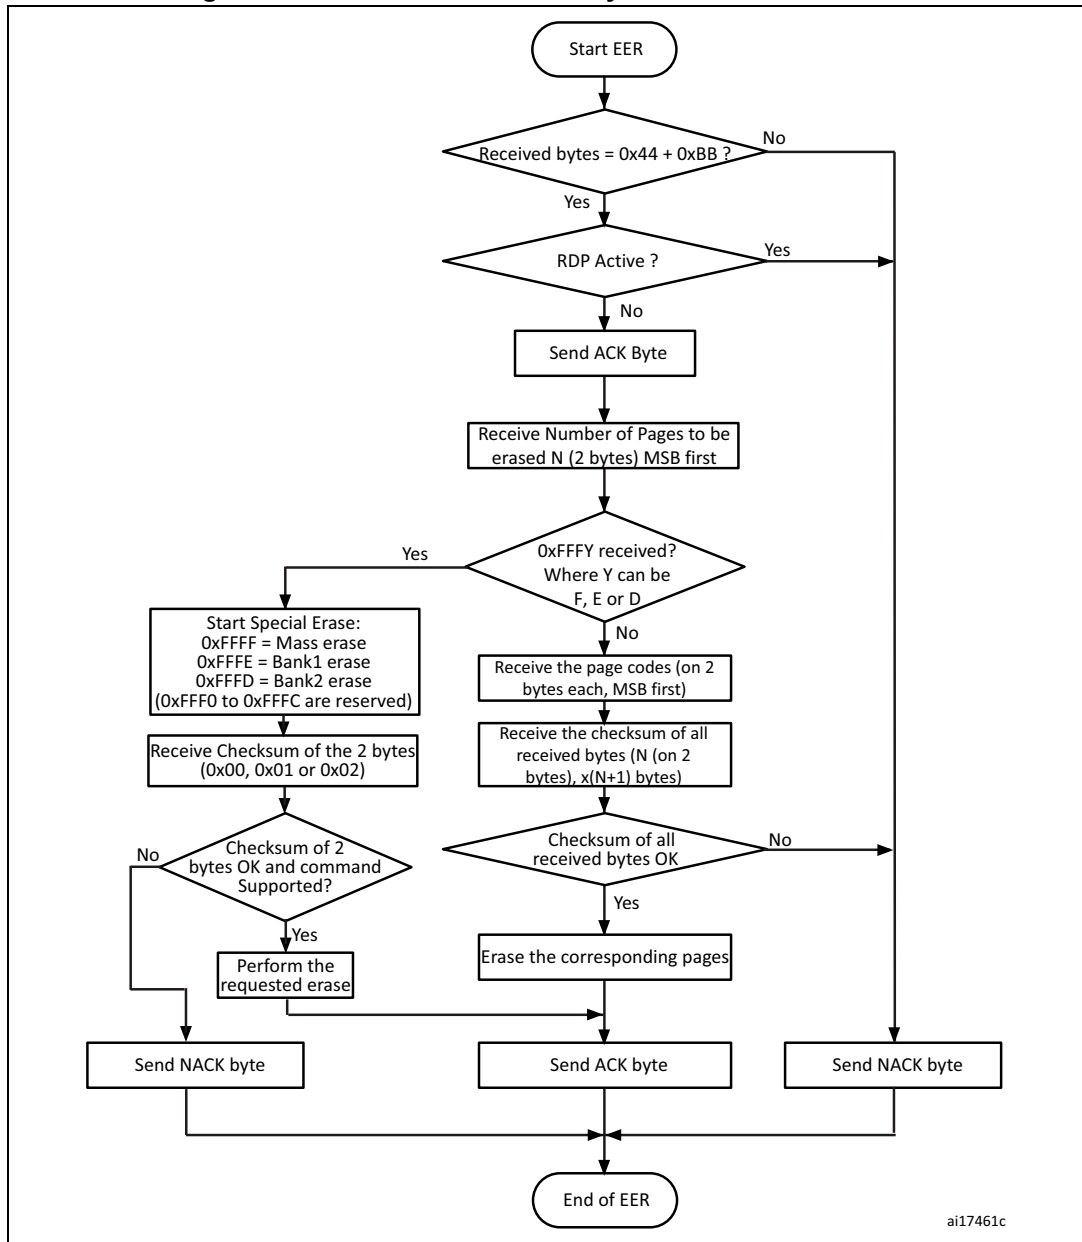 Start EER
No
Received bytes = 0x44 + 0xBB ?
Yes
RDP Active ?
Yes
No
Send ACK Byte
Receive Number of Pages to be
erased N (2 bytes) MSB first
Yes
0xFFFY received?
Where Y can be
F, E or D
No
Start Special Erase:
0xFFFF = Mass erase
0xFFFE = Bank1 erase
0xFFFD = Bank2 erase
(0xFFF0 to 0xFFFC are reserved)
Receive the page codes (on 2
bytes each, MSB first)
Receive Checksum of the 2 bytes
(0x00, 0x01 or 0x02)
Receive the checksum of all
received bytes (N (on 2
bytes), x(N+1) bytes)
No
Checksum of 2
bytes OK and command
Supported?
Checksum of all
received bytes OK
No
Yes
Yes
Perform the
requested erase
Erase the corresponding pages
Send NACK byte
Send ACK byte
Send NACK byte
End of EER
ai17461c